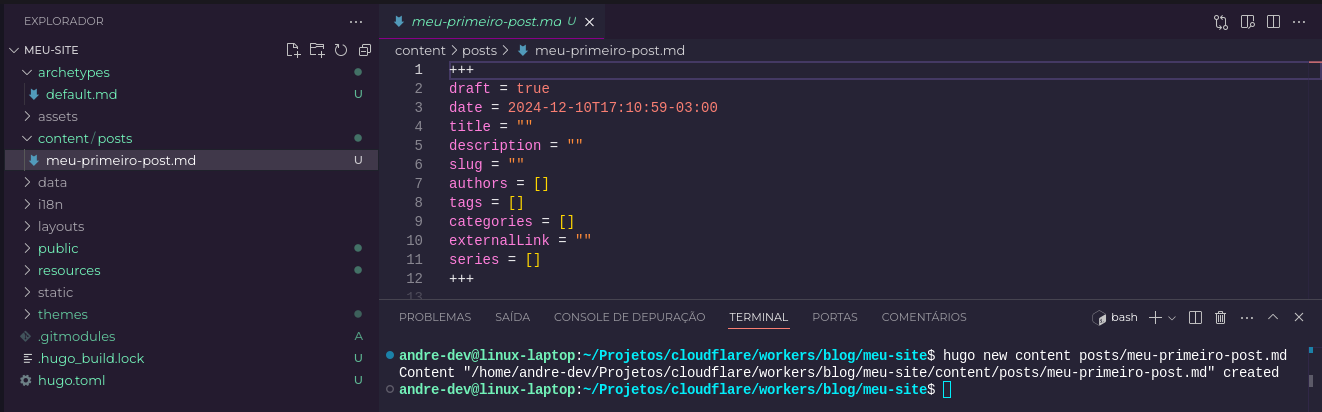 EXPLORADOR
MEU-SITE
archetypes
default.md U
assets
content / posts
meu-primeiro-post.md U
data
i18n
layouts
public
resources
static
themes
.gitmodules A
.hugo_build.lock U
hugo.toml U
meu-primeiro-post.md U
content > posts > meu-primeiro-post.md
1 +++
2 draft = true
3 date = 2024-12-10T17:10:59-03:00
4 title = ""
5 description = ""
6 slug = ""
7 authors = []
8 tags = []
9 categories = []
10 externalLink = ""
11 series = []
12 +++
13
PROBLEMAS SAÍDA CONSOLE DE DEPURAÇÃO TERMINAL PORTAS COMENTÁRIOS bash
andre-dev@linux-laptop:~/Projetos/cloudflare/workers/blog/meu-site$ hugo new content posts/meu-primeiro-post.md
Content "/home/andre-dev/Projetos/cloudflare/workers/blog/meu-site/content/posts/meu-primeiro-post.md" created
andre-dev@linux-laptop:~/Projetos/cloudflare/workers/blog/meu-site$